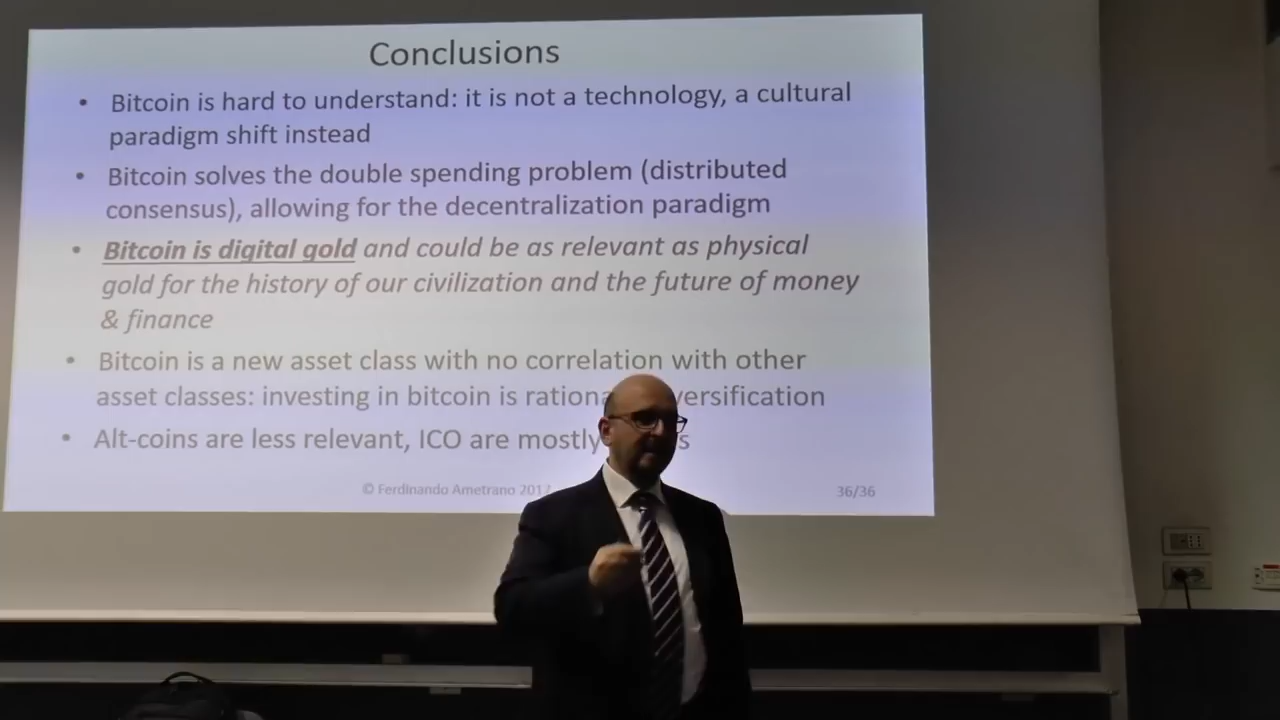 Conclusions
• Bitcoin is hard to understand: it is not a technology, a cultural
paradigm shift instead
• Bitcoin solves the double spending problem (distributed
consensus), allowing for the decentralization paradigm
• Bitcoin is digital gold and could be as relevant as physical
gold for the history of our civilization and the future of money
& finance
• Bitcoin is a new asset class with no correlation with other
asset classes: investing in bitcoin is
• Alt-coins are less relevant, ICO are mostly
© Ferdinando Ametrano 2017
36/36